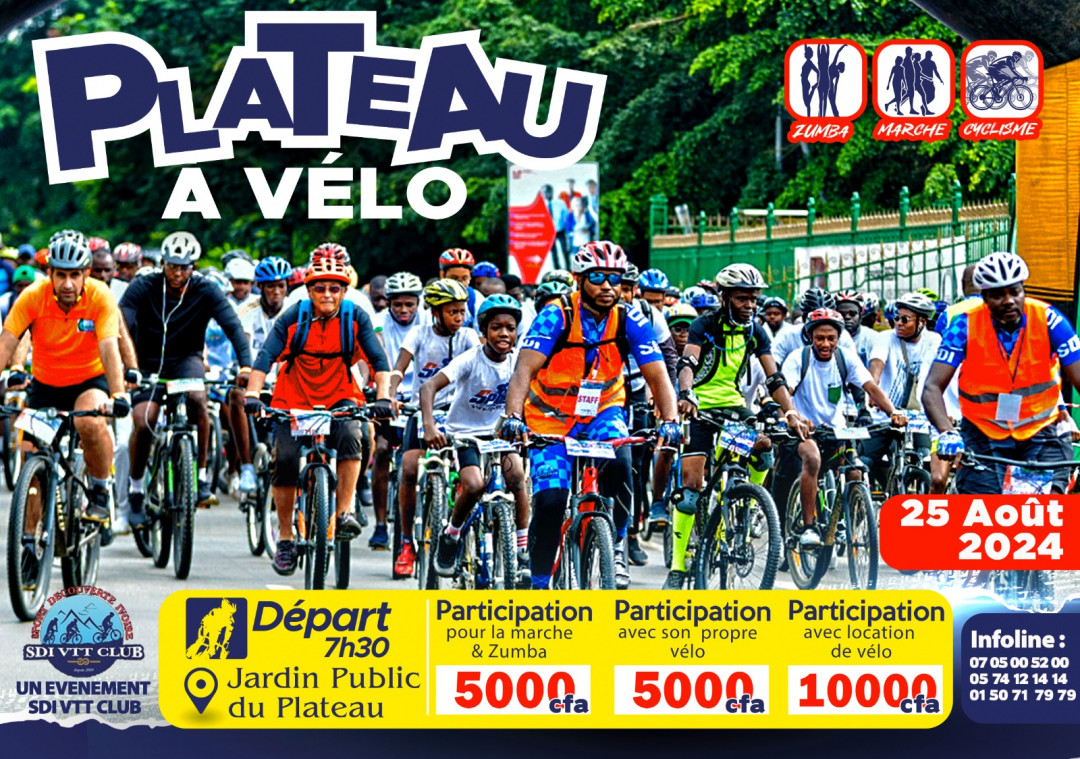 PLATEAU
A VÉLO
ZUMBA
MARCHE
CYCLISME
STAFF
25 Août
2024
SPORT DECOUVERTE IVOIRE
SDI VTT CLUB
UN EVENEMENT
SDI VTT CLUB
Départ
7h30
Jardin Public
du Plateau
Participation
pour la marche
& Zumba
5000 cfa
Participation
avec son propre
vélo
5000 cfa
Participation
avec location
de vélo
10000 cfa
Infoline :
07 05 00 52 00
05 74 12 14 14
01 50 71 79 79